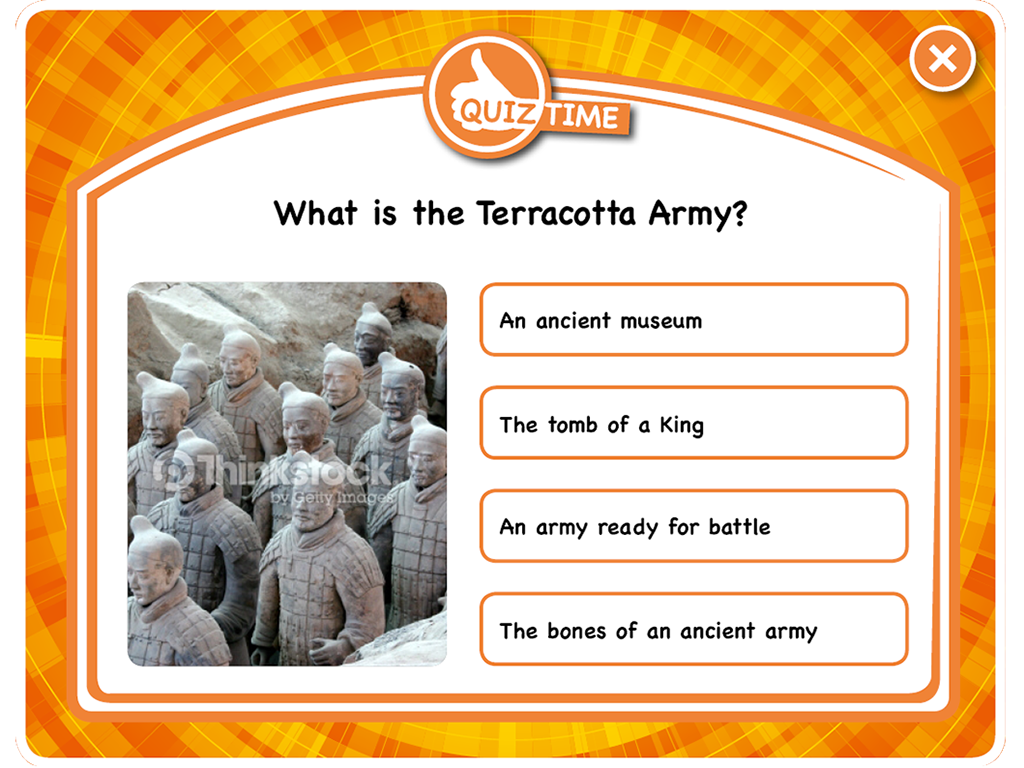 QUIZ TIME
What is the Terracotta Army?
An ancient museum
The tomb of a King
Thinkstock
by Getty Images
An army ready for battle
The bones of an ancient army